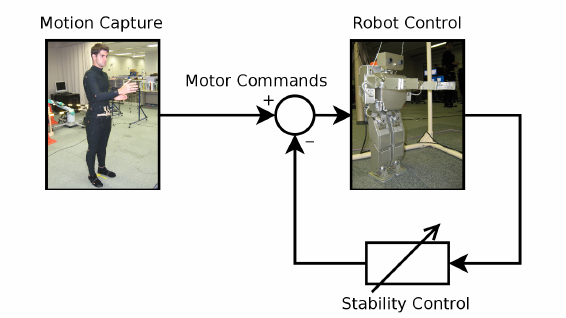 Motion Capture
Robot Control
Motor Commands
+
−
Stability Control